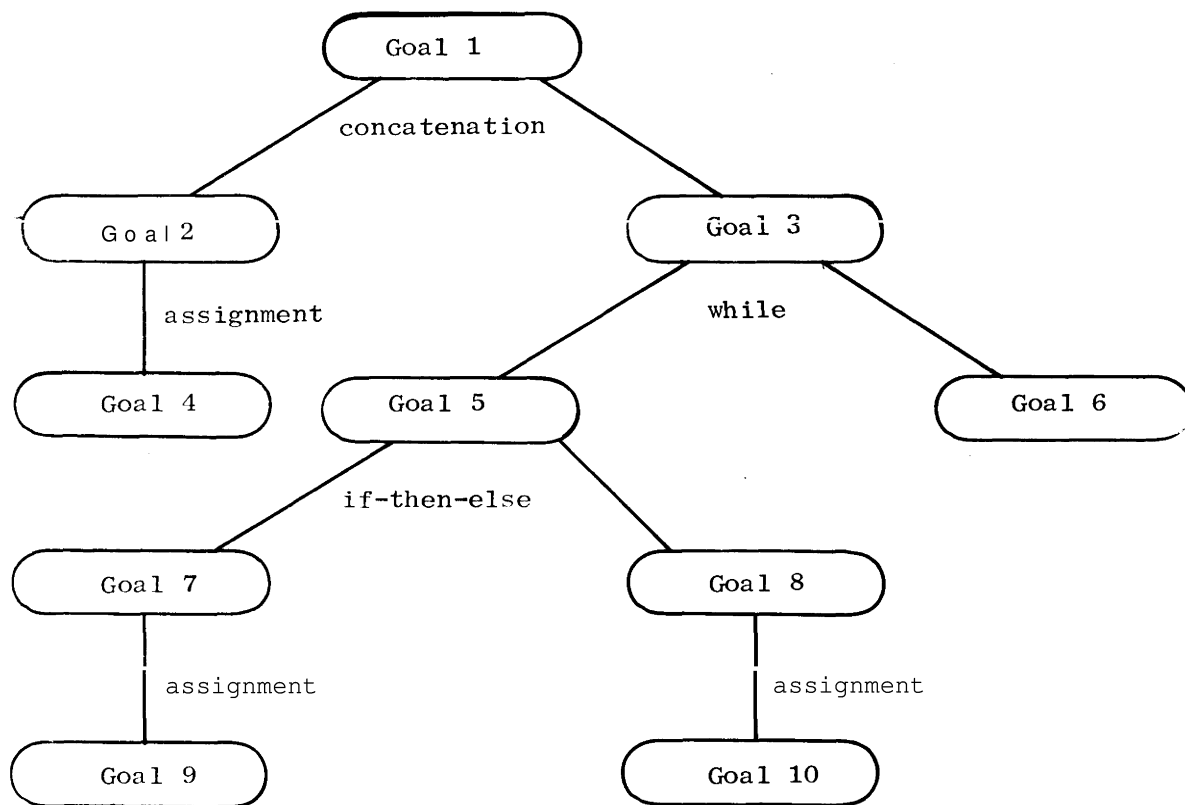 Goal 1
concatenation
Goal 2
Goal 3
assignment
while
Goal 4
Goal 5
Goal 6
if-then-else
Goal 7
Goal 8
assignment
assignment
Goal 9
Goal 10